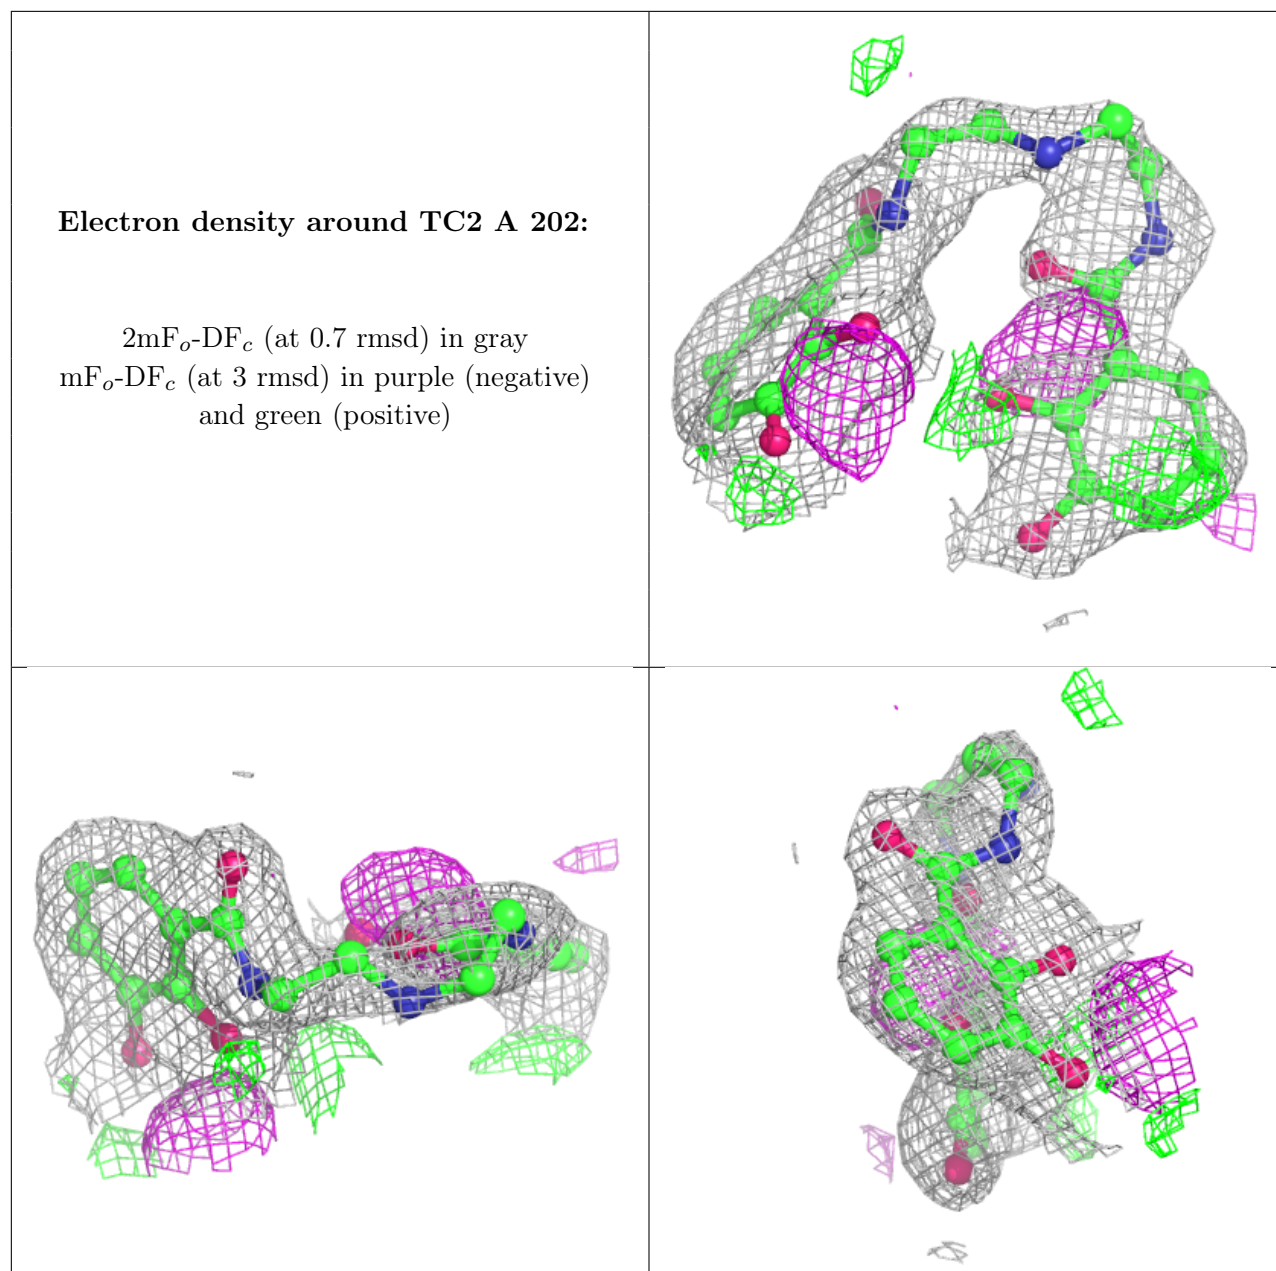 Electron density around TC2 A 202:
2mFo-DFc (at 0.7 rmsd) in gray
mFo-DFc (at 3 rmsd) in purple (negative)
and green (positive)